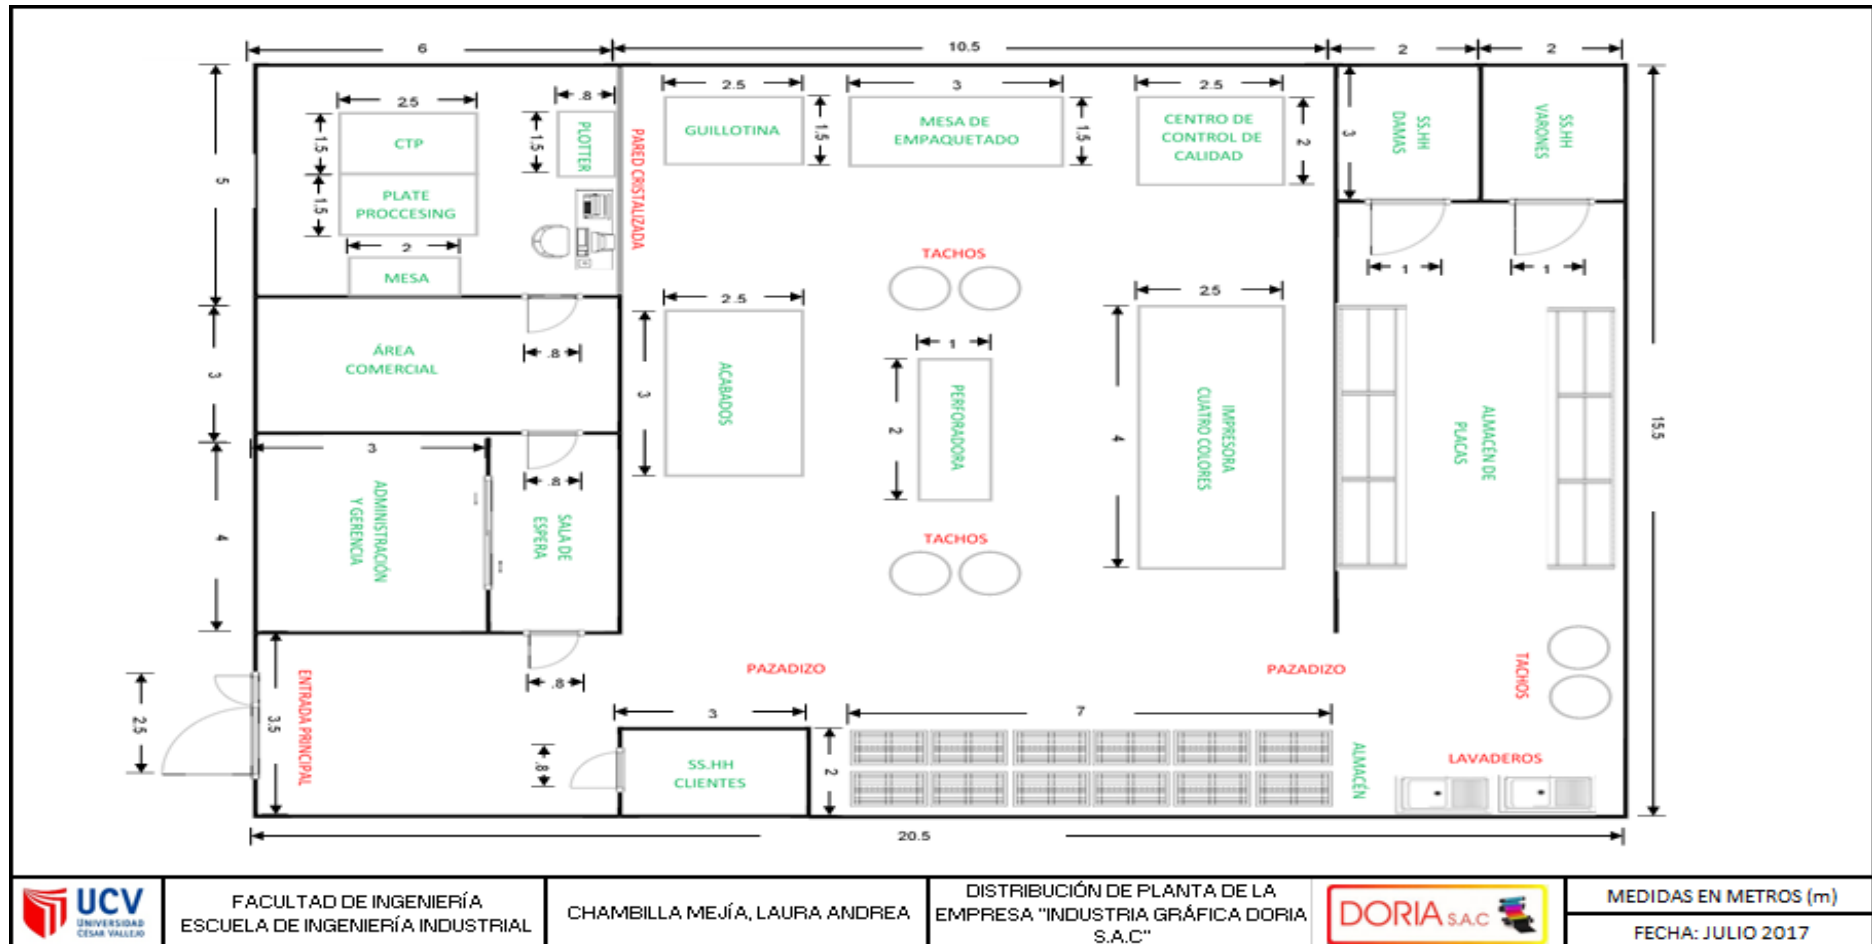 6
10.5
2
2
2.5
.8
2.5
3
2.5
1.5
CTP
1.5
PLOTTER
PARED CRISTALIZADA
GUILLOTINA
1.5
MESA DE
EMPAQUETADO
1.5
CENTRO DE
CONTROL DE
CALIDAD
2
3
SS.HH
DAMAS
SS.HH
VARONES
5
1.5
PLATE
PROCCESING
2
MESA
TACHOS
1
1
2.5
2.5
3
ÁREA
COMERCIAL
.8
3
ACABADOS
1
2
PERFORADORA
4
IMPRESORA
CUATRO COLORES
ALMACÉN DE
PLACAS
15.5
3
4
ADMINISTRACIÓN
Y GERENCIA
.8
SALA DE
ESPERA
TACHOS
2.5
3.5
ENTRADA PRINCIPAL
.8
PAZADIZO
PAZADIZO
TACHOS
3
7
.8
SS.HH
CLIENTES
2
ALMACÉN
LAVADEROS
20.5
UCV
UNIVERSIDAD
CÉSAR VALLEJO
FACULTAD DE INGENIERÍA
ESCUELA DE INGENIERÍA INDUSTRIAL
CHAMBILLA MEJÍA, LAURA ANDREA
DISTRIBUCIÓN DE PLANTA DE LA
EMPRESA "INDUSTRIA GRÁFICA DORIA
S.A.C"
DORIA S.A.C
MEDIDAS EN METROS (m)
FECHA: JULIO 2017